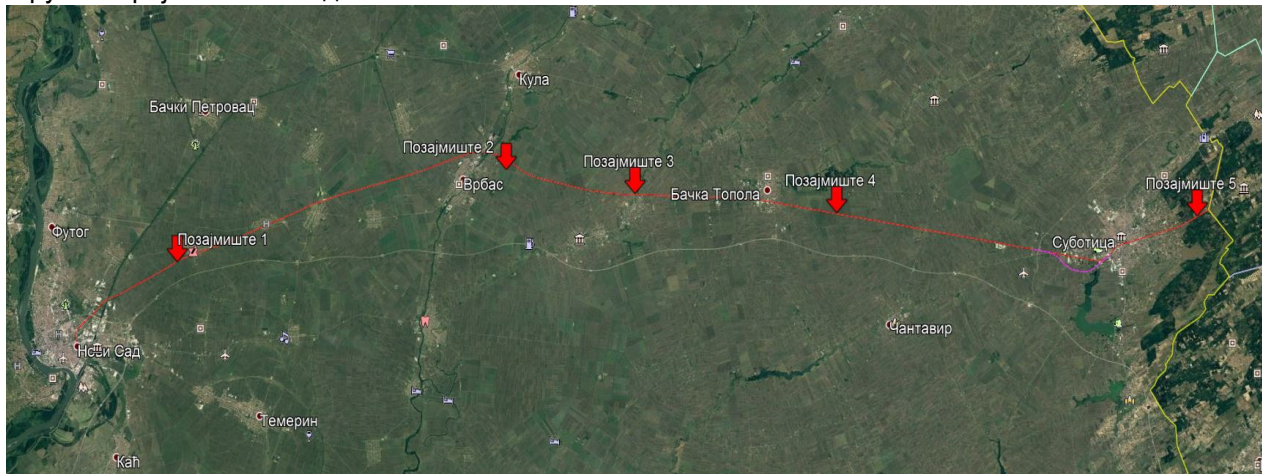 Кула
Бачки Петровац
Позајмиште 2
Врбас
Позајмиште 3
Бачка Топола
Позајмиште 4
Позајмиште 5
Футог
Позајмиште 1
Суботица
Чантавир
Нови Сад
Темерин
Каћ